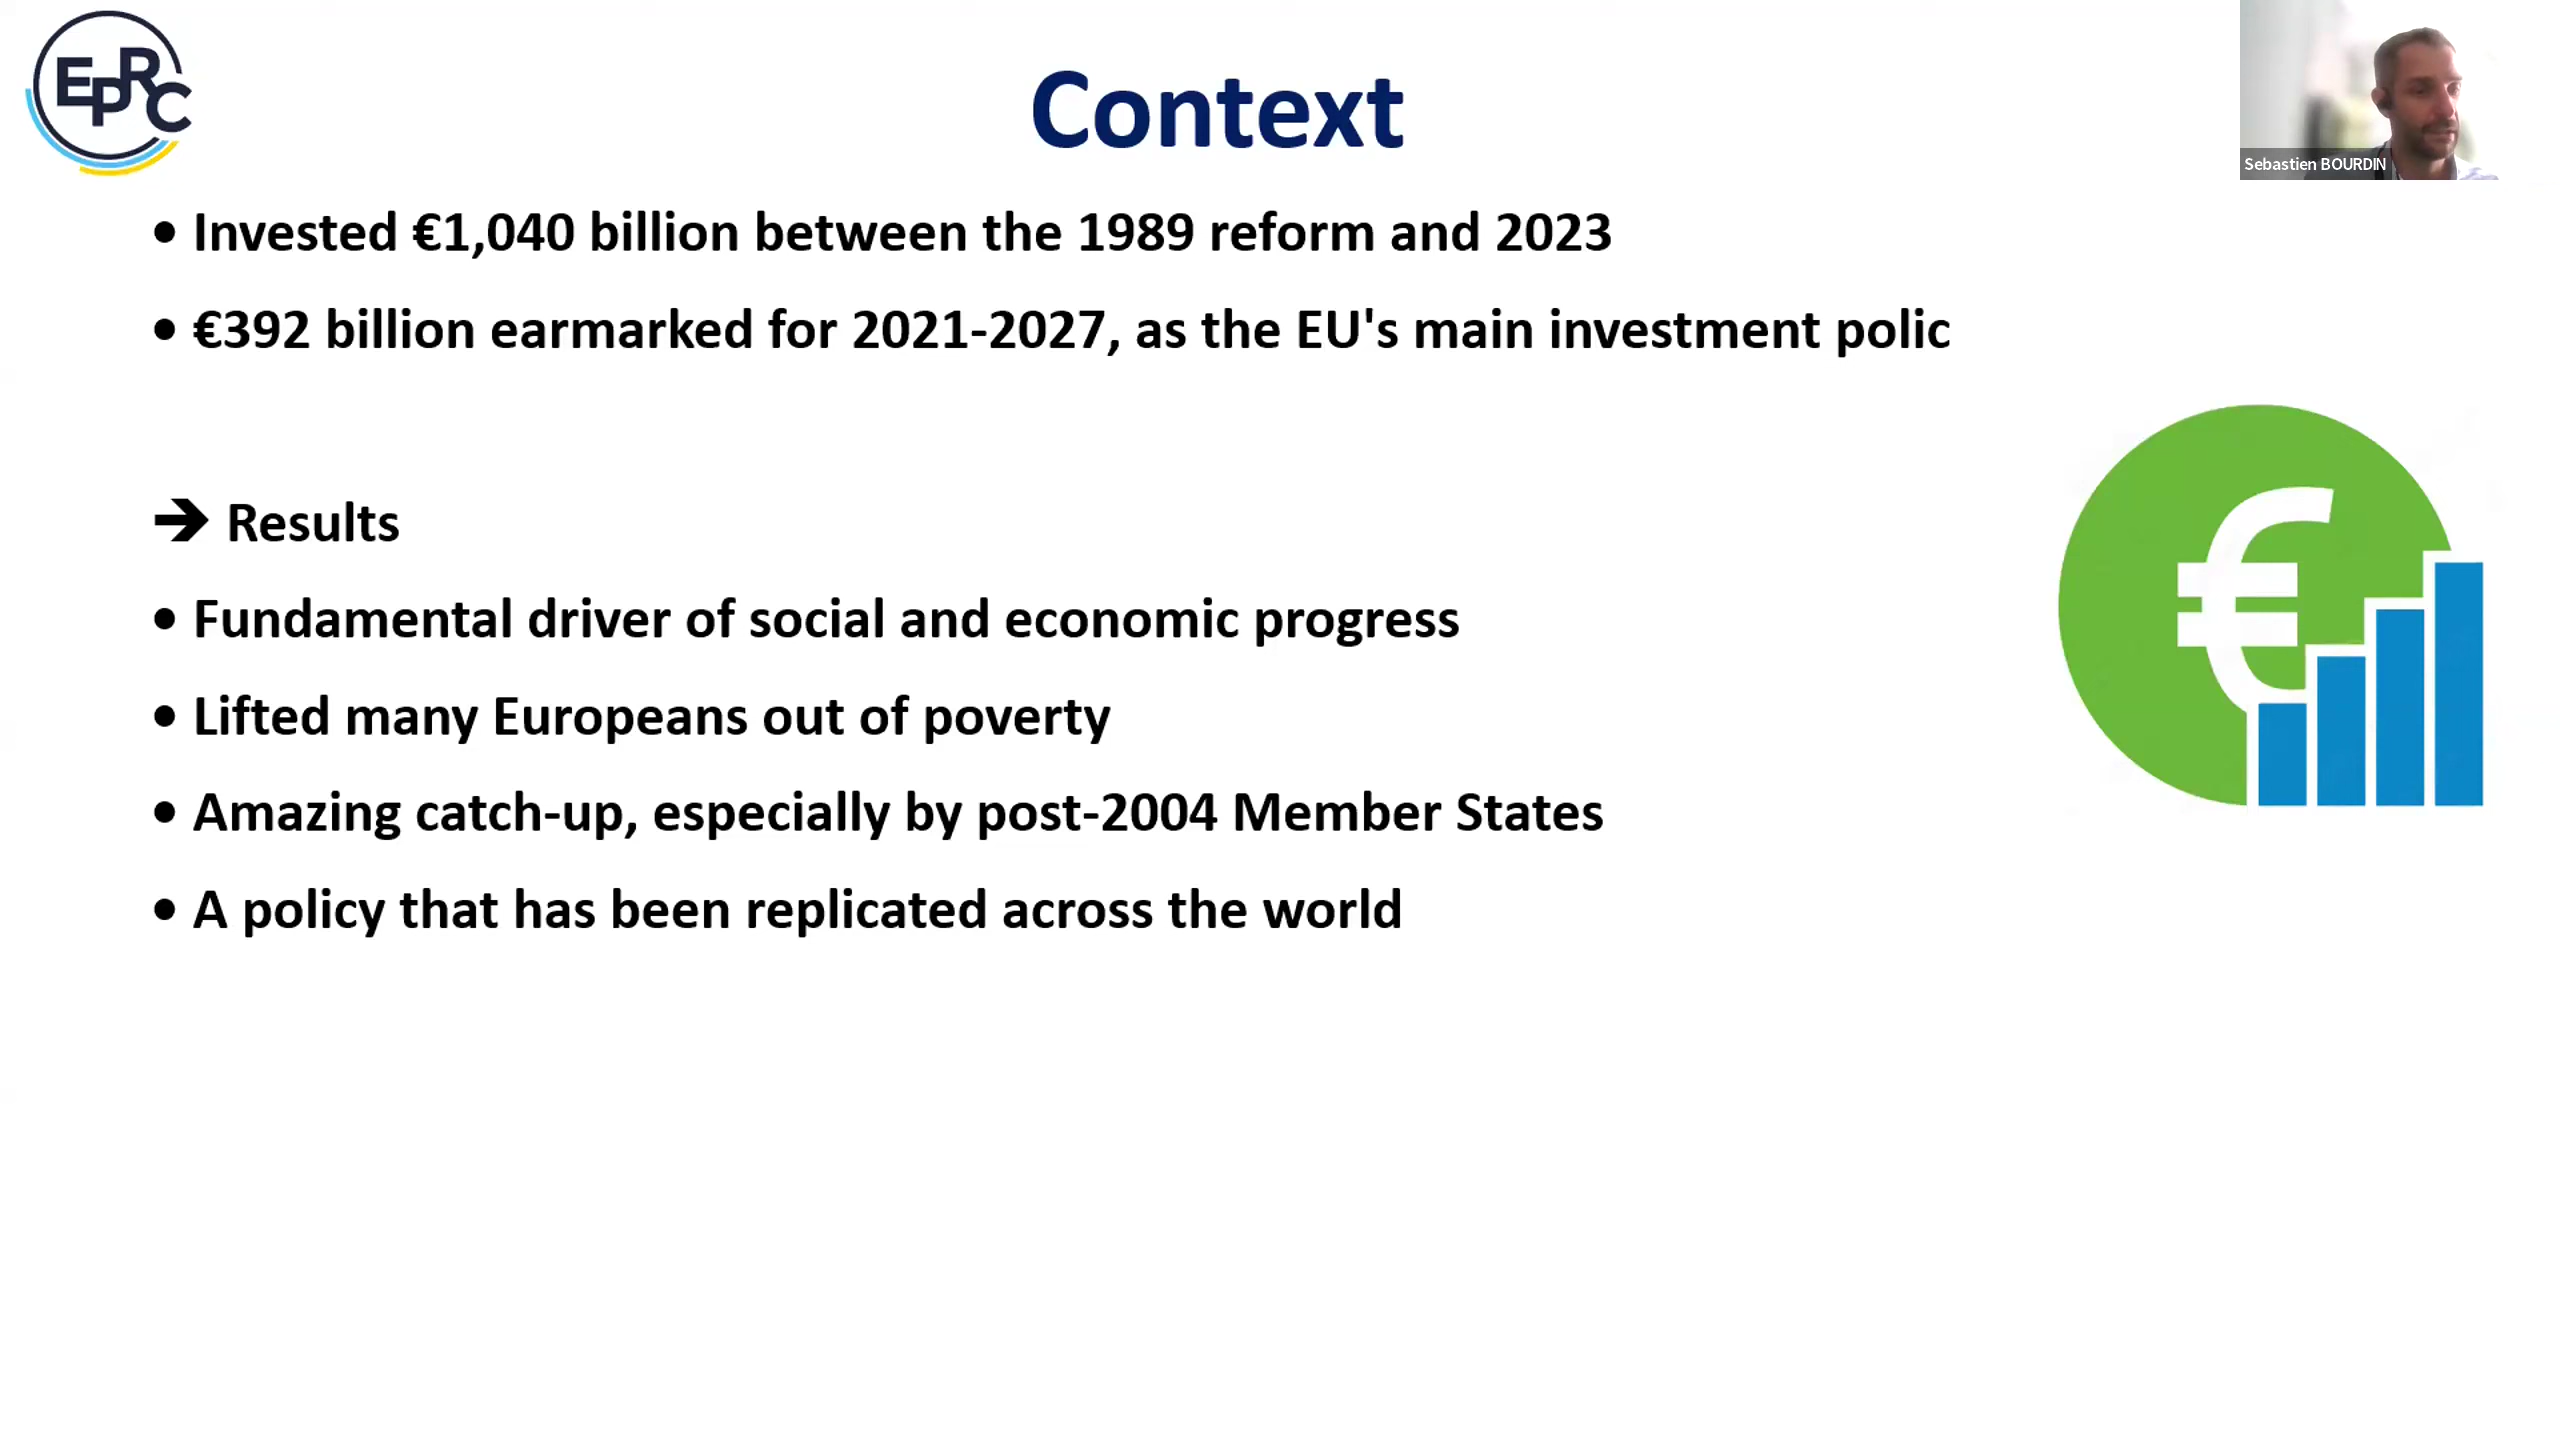 EPRC
Context
Sebastien BOURDIN
• Invested €1,040 billion between the 1989 reform and 2023
• €392 billion earmarked for 2021-2027, as the EU's main investment polic
➔ Results
• Fundamental driver of social and economic progress
• Lifted many Europeans out of poverty
• Amazing catch-up, especially by post-2004 Member States
• A policy that has been replicated across the world
€